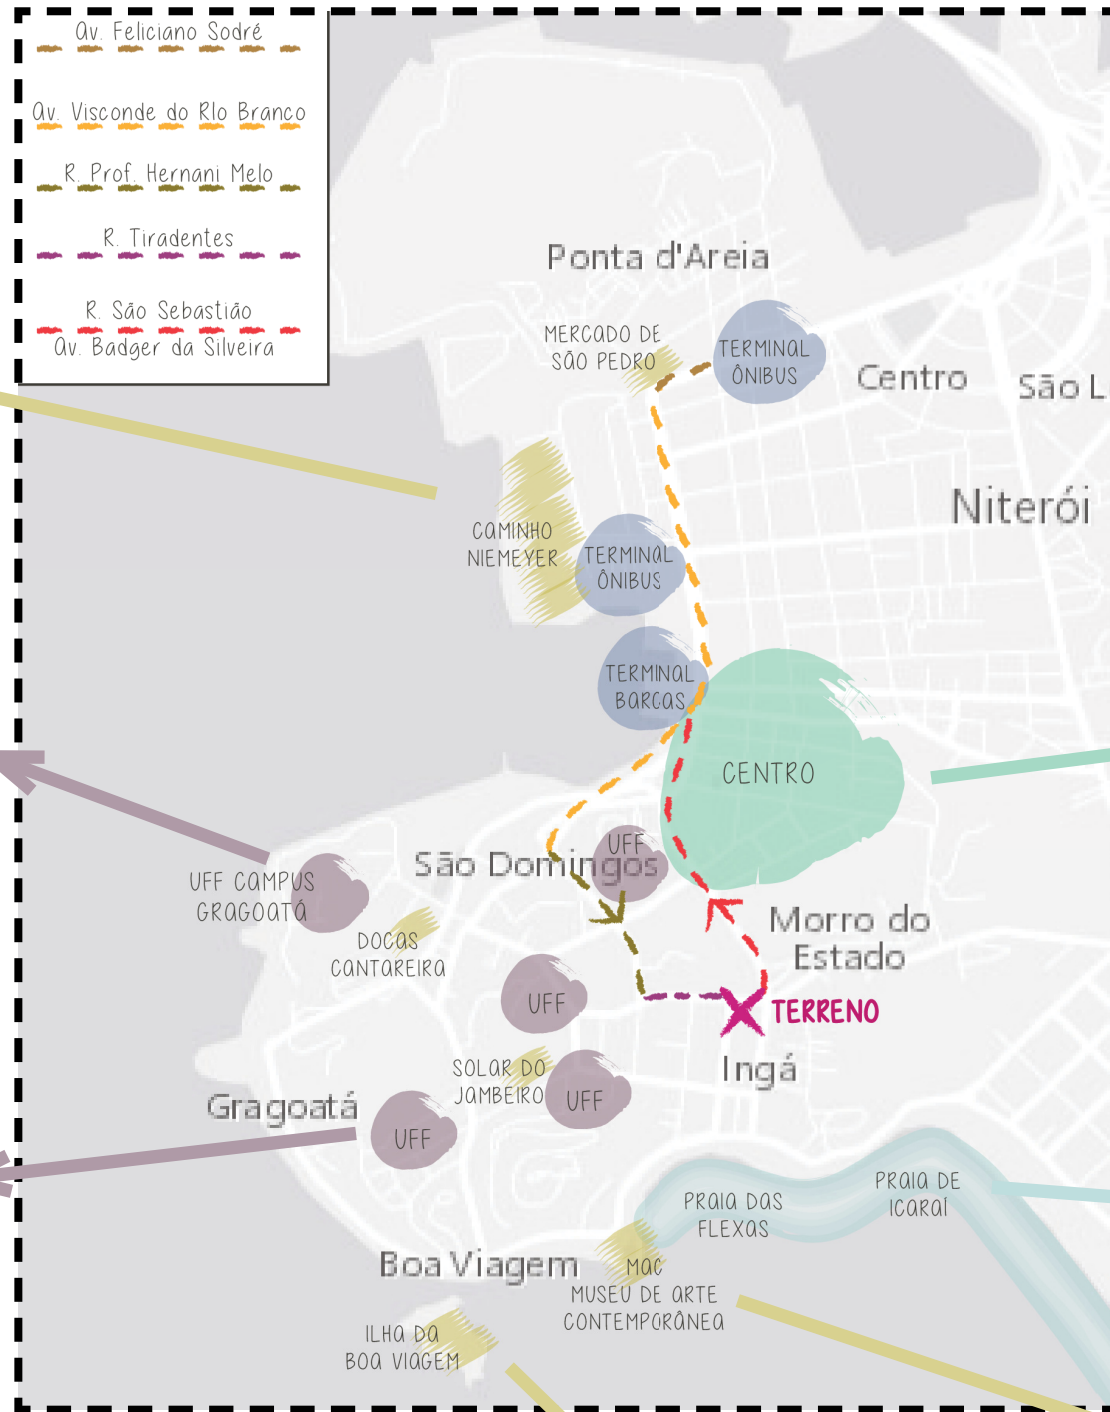 Av. Feliciano Sodré
Av. Visconde do RIo Branco
R. Prof. Hernani Melo
R. Tiradentes
R. São Sebastião
Av. Badger da Silveira
Ponta d'Areia
MERCADO DE
SÃO PEDRO
TERMINAL
ÔNIBUS
Centro
São L
Niterói
CAMINHO
NIEMEYER
TERMINAL
ÔNIBUS
TERMINAL
BARCAS
CENTRO
UFF
São Domingos
UFF CAMPUS
GRAGOATÁ
DOCAS
CANTAREIRA
Morro do
Estado
UFF
TERRENO
SOLAR DO
JAMBEIRO
UFF
Ingá
Gragoatá
UFF
PRAIA DAS
FLEXAS
PRAIA DE
ICARAÍ
Boa Viagem
MAC
MUSEU DE ARTE
CONTEMPORÂNEA
ILHA DA
BOA VIAGEM